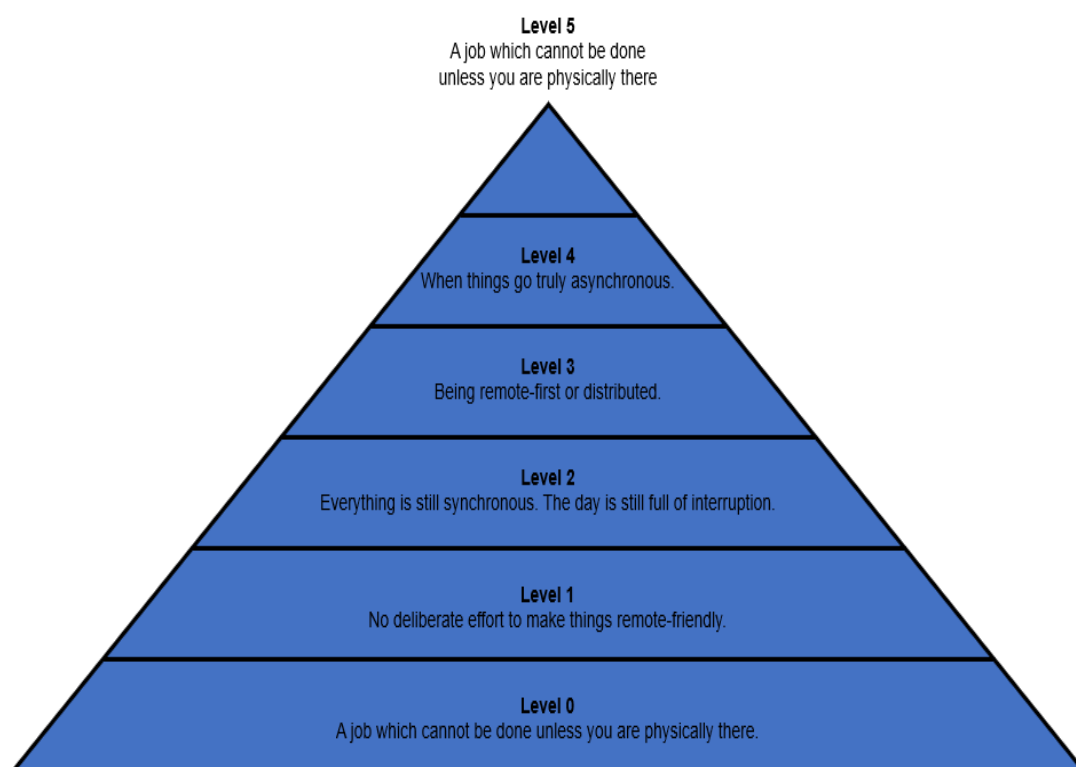 Level 5
A job which cannot be done
unless you are physically there
Level 4
When things go truly asynchronous.
Level 3
Being remote-first or distributed.
Level 2
Everything is still synchronous. The day is still full of interruption.
Level 1
No deliberate effort to make things remote-friendly.
Level 0
A job which cannot be done unless you are physically there.